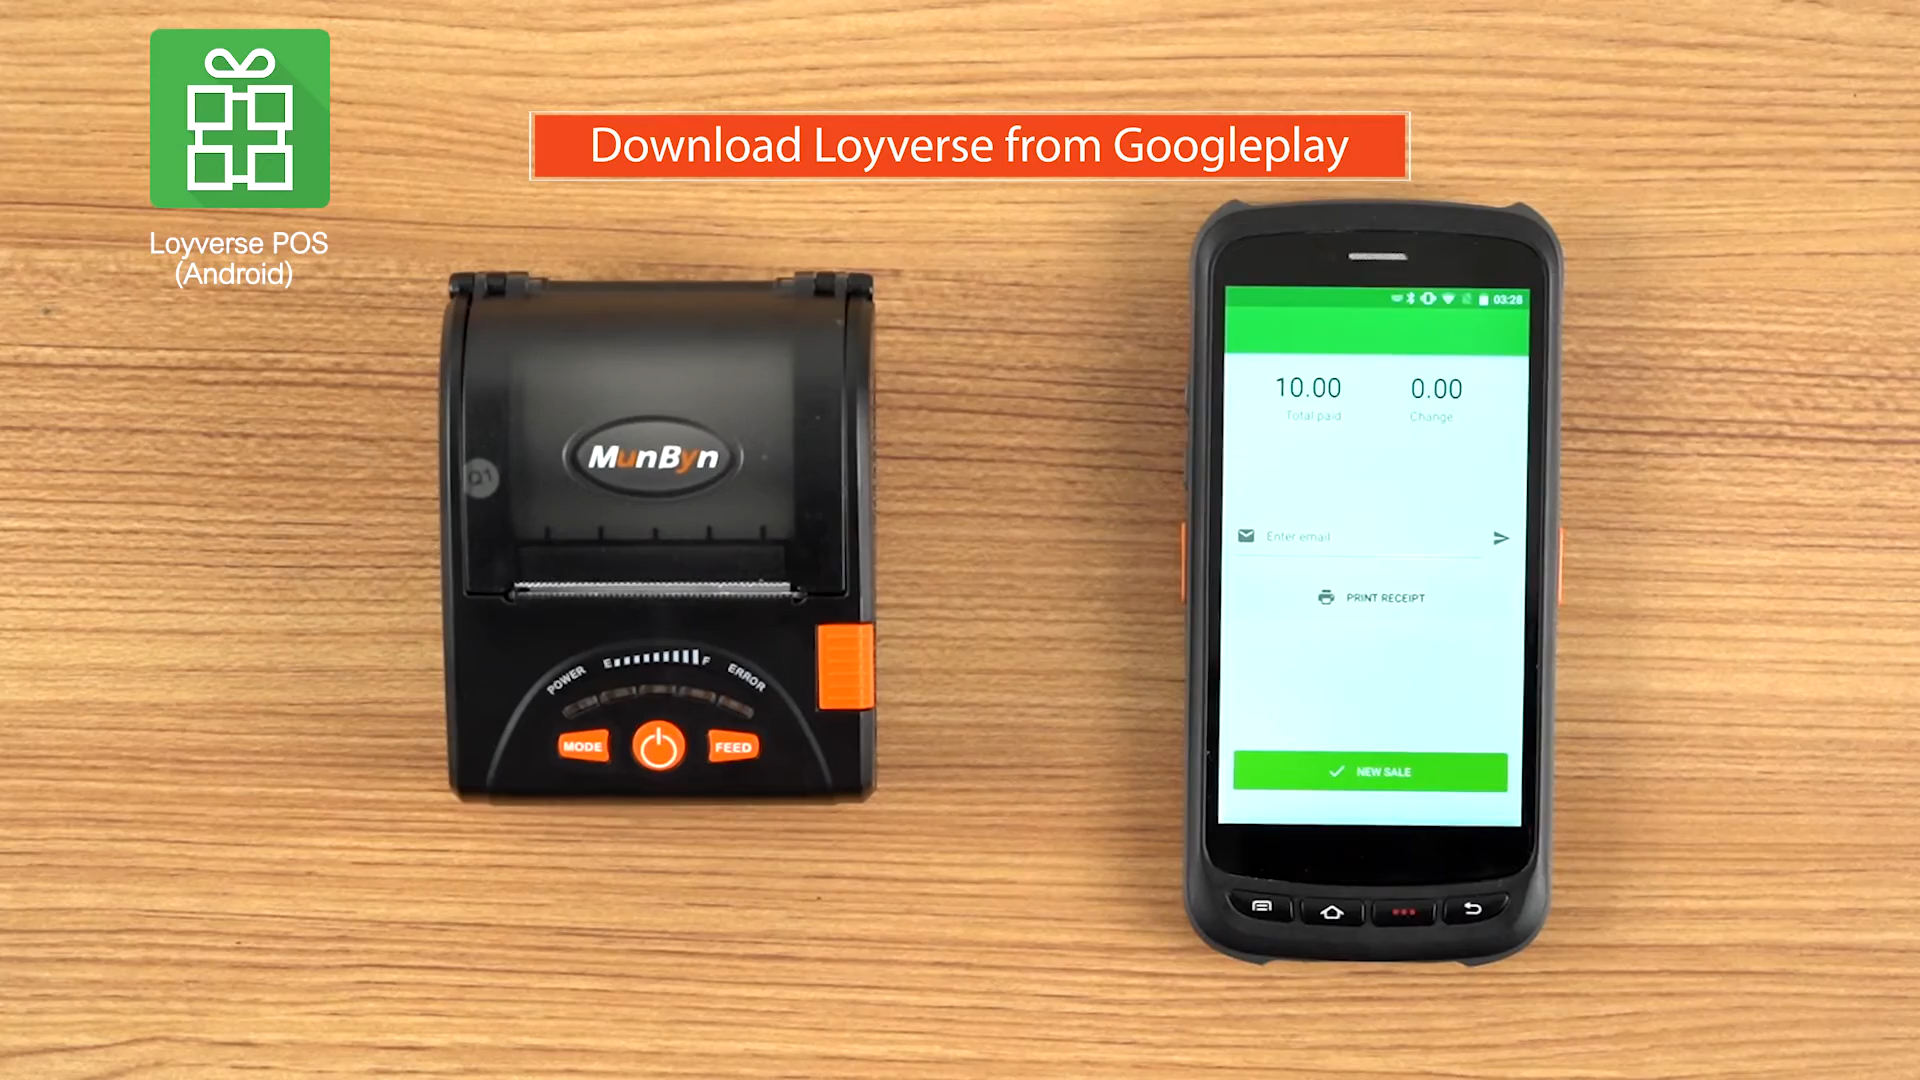 Download Loyverse from Googleplay
Loyverse POS
(Android)
MunByn
Q1
POWER
E
F
ERROR
MODE
FEED
03:28
10.00
0.00
Total paid
Change
Enter email
PRINT RECEIPT
NEW SALE